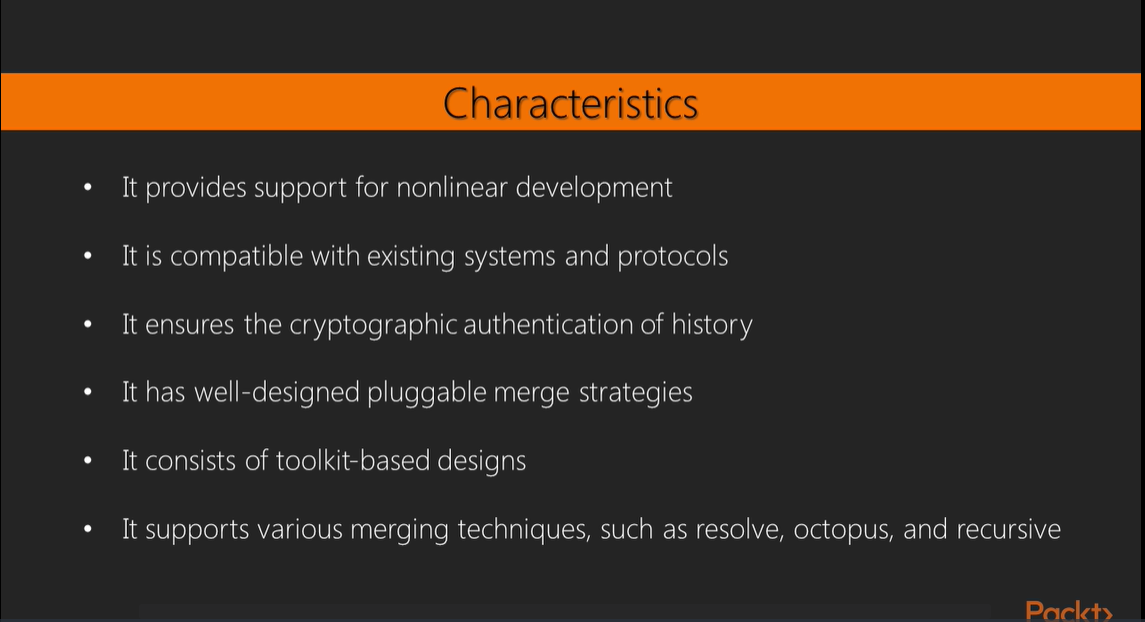 Characteristics
• It provides support for nonlinear development
• It is compatible with existing systems and protocols
• It ensures the cryptographic authentication of history
• It has well-designed pluggable merge strategies
• It consists of toolkit-based designs
• It supports various merging techniques, such as resolve, octopus, and recursive
Packt>